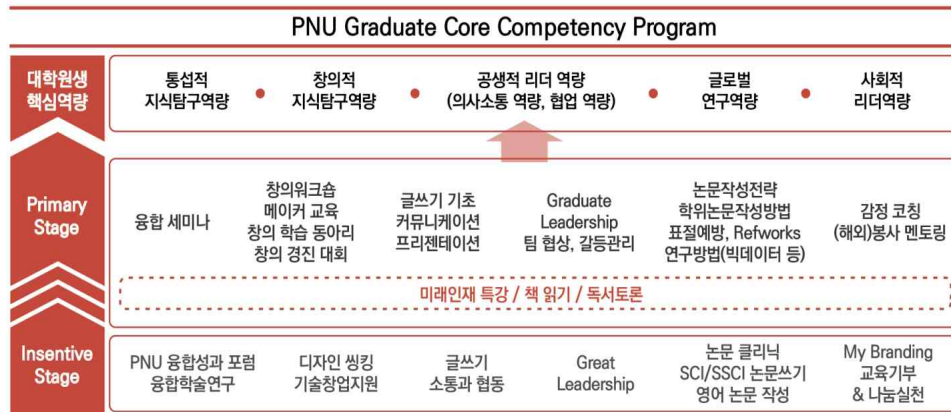 PNU Graduate Core Competency Program
대학원생
핵심역량
통섭적
지식탐구역량
창의적
지식탐구역량
공생적 리더 역량
(의사소통 역량, 협업 역량)
글로벌
연구역량
사회적
리더역량
Primary
Stage
융합 세미나
창의워크숍
메이커 교육
창의 학습 동아리
창의 경진 대회
글쓰기 기초
커뮤니케이션
프리젠테이션
Graduate
Leadership
팀 협상, 갈등관리
논문작성전략
학위논문작성방법
표절예방, Refworks
연구방법(빅데이터 등)
감정 코칭
(해외)봉사 멘토링
미래인재 특강 / 책 읽기 / 독서토론
Insentive
Stage
PNU 융합성과 포럼
융합학술연구
디자인 씽킹
기술창업지원
글쓰기
소통과 협동
Great
Leadership
논문 클리닉
SCI/SSCI 논문쓰기
영어 논문 작성
My Branding
교육기부
& 나눔실천